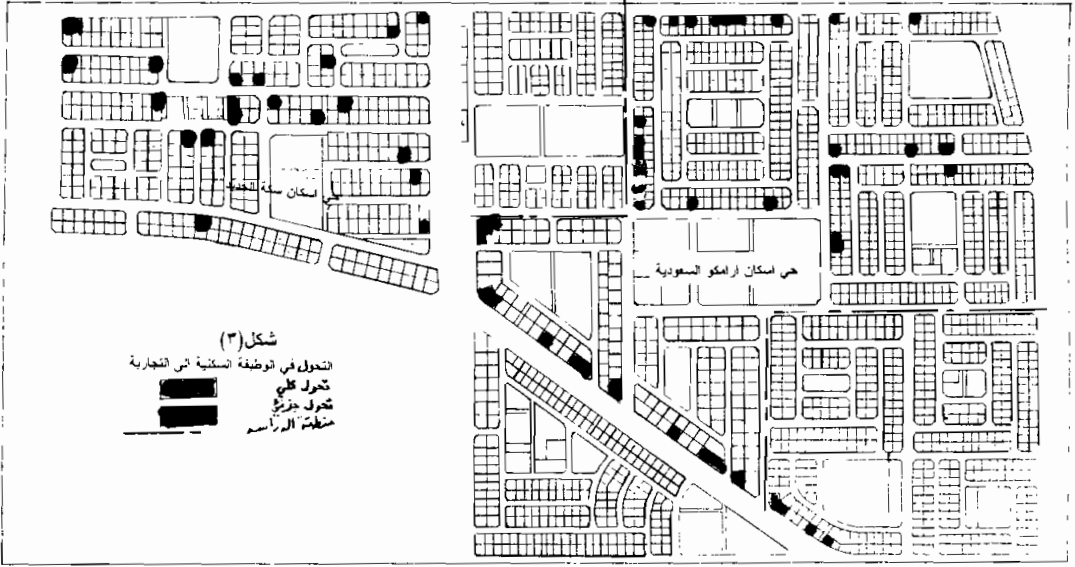 حي اسكان سكة الحديد
حي اسكان أرامكو السعودية
شكل (٣)
التحول في الوظيفة السكنية الى التجارية
تحول كلي
تحول جزئي
منطقة الدراسة